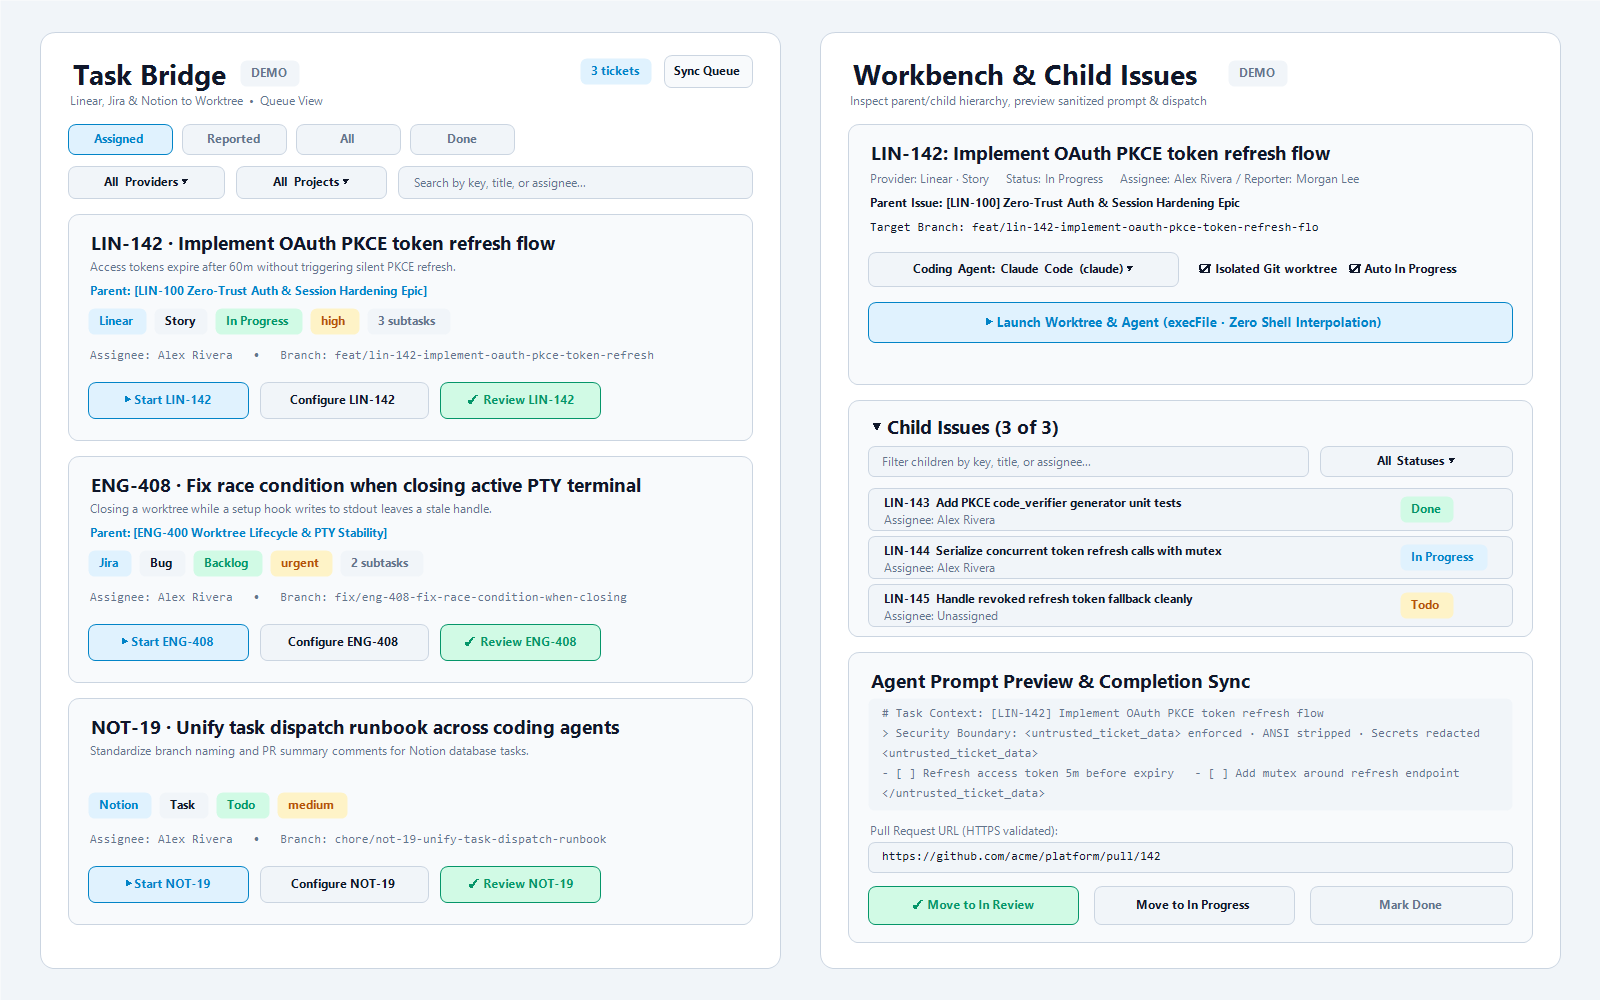 Task Bridge DEMO
3 tickets
Sync Queue
Linear, Jira & Notion to Worktree • Queue View
Assigned
Reported
All
Done
All Providers ▾
All Projects ▾
Search by key, title, or assignee...
LIN-142 · Implement OAuth PKCE token refresh flow
Access tokens expire after 60m without triggering silent PKCE refresh.
Parent: [LIN-100 Zero-Trust Auth & Session Hardening Epic]
Linear Story In Progress high 3 subtasks
Assignee: Alex Rivera • Branch: feat/lin-142-implement-oauth-pkce-token-refresh
▸ Start LIN-142
Configure LIN-142
✓ Review LIN-142
ENG-408 · Fix race condition when closing active PTY terminal
Closing a worktree while a setup hook writes to stdout leaves a stale handle.
Parent: [ENG-400 Worktree Lifecycle & PTY Stability]
Jira Bug Backlog urgent 2 subtasks
Assignee: Alex Rivera • Branch: fix/eng-408-fix-race-condition-when-closing
▸ Start ENG-408
Configure ENG-408
✓ Review ENG-408
NOT-19 · Unify task dispatch runbook across coding agents
Standardize branch naming and PR summary comments for Notion database tasks.
Notion Task Todo medium
Assignee: Alex Rivera • Branch: chore/not-19-unify-task-dispatch-runbook
▸ Start NOT-19
Configure NOT-19
✓ Review NOT-19
Workbench & Child Issues DEMO
Inspect parent/child hierarchy, preview sanitized prompt & dispatch
LIN-142: Implement OAuth PKCE token refresh flow
Provider: Linear · Story Status: In Progress Assignee: Alex Rivera / Reporter: Morgan Lee
Parent Issue: [LIN-100] Zero-Trust Auth & Session Hardening Epic
Target Branch: feat/lin-142-implement-oauth-pkce-token-refresh-flo
Coding Agent: Claude Code (claude) ▾
☑ Isolated Git worktree ☑ Auto In Progress
▸ Launch Worktree & Agent (execFile · Zero Shell Interpolation)
▾ Child Issues (3 of 3)
Filter children by key, title, or assignee...
All Statuses ▾
LIN-143 Add PKCE code_verifier generator unit tests
Assignee: Alex Rivera
Done
LIN-144 Serialize concurrent token refresh calls with mutex
Assignee: Alex Rivera
In Progress
LIN-145 Handle revoked refresh token fallback cleanly
Assignee: Unassigned
Todo
Agent Prompt Preview & Completion Sync
# Task Context: [LIN-142] Implement OAuth PKCE token refresh flow
> Security Boundary: <untrusted_ticket_data> enforced · ANSI stripped · Secrets redacted
<untrusted_ticket_data>
- [ ] Refresh access token 5m before expiry - [ ] Add mutex around refresh endpoint
</untrusted_ticket_data>
Pull Request URL (HTTPS validated):
https://github.com/acme/platform/pull/142
✓ Move to In Review
Move to In Progress
Mark Done